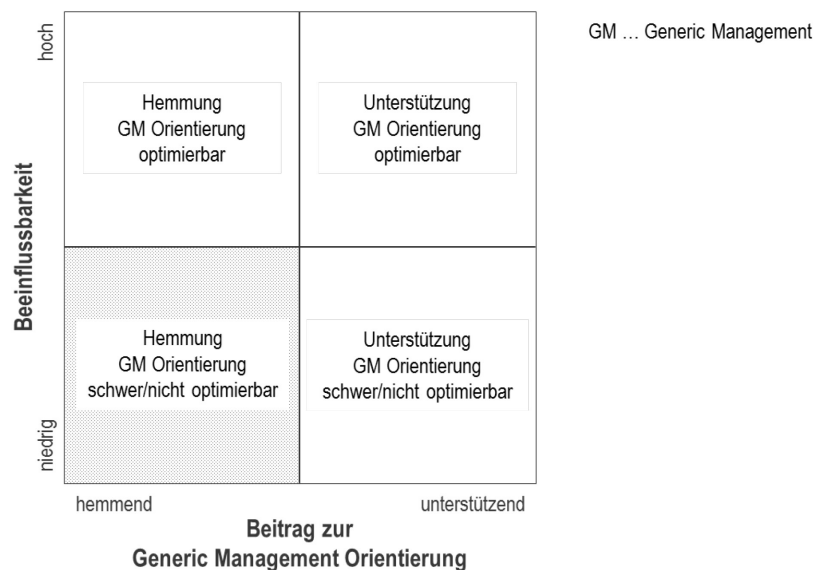 GM … Generic Management
hoch
Hemmung
GM Orientierung
optimierbar
Unterstützung
GM Orientierung
optimierbar
Beeinflussbarkeit
Hemmung
GM Orientierung
schwer/nicht optimierbar
Unterstützung
GM Orientierung
schwer/nicht optimierbar
niedrig
hemmend
unterstützend
Beitrag zur
Generic Management Orientierung